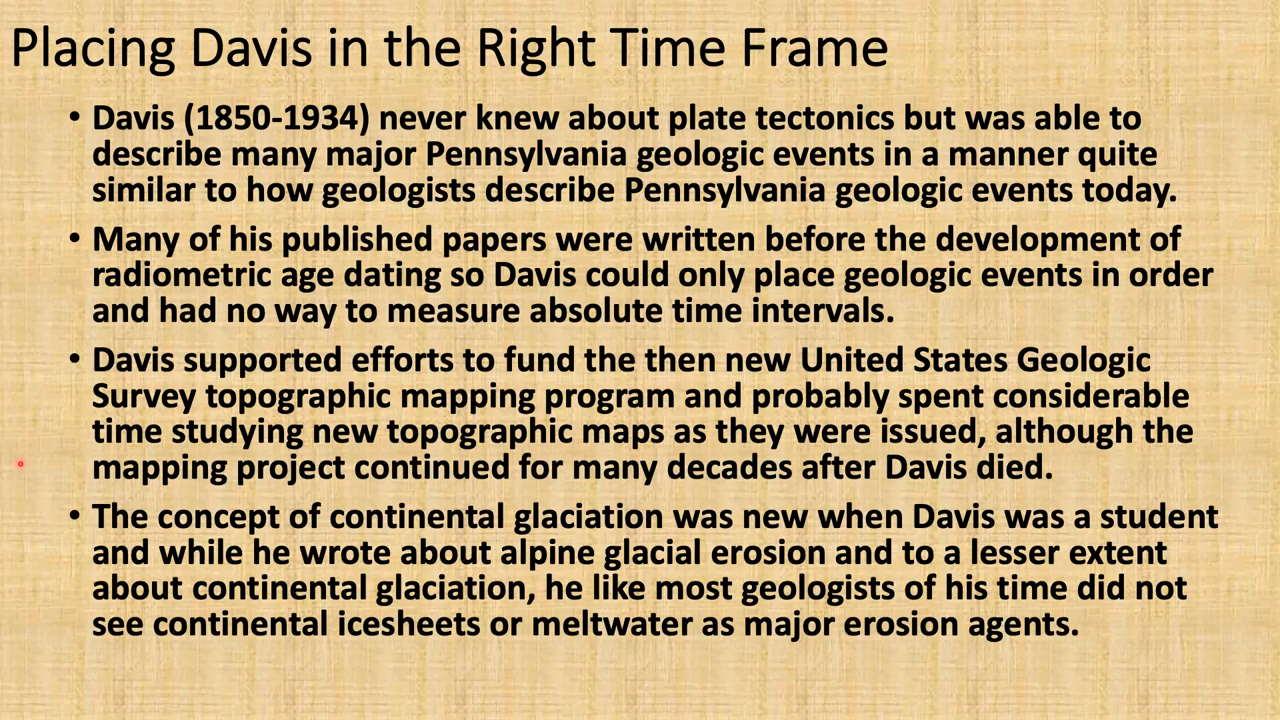 Placing Davis in the Right Time Frame
• Davis (1850-1934) never knew about plate tectonics but was able to
describe many major Pennsylvania geologic events in a manner quite
similar to how geologists describe Pennsylvania geologic events today.
• Many of his published papers were written before the development of
radiometric age dating so Davis could only place geologic events in order
and had no way to measure absolute time intervals.
• Davis supported efforts to fund the then new United States Geologic
Survey topographic mapping program and probably spent considerable
time studying new topographic maps as they were issued, although the
mapping project continued for many decades after Davis died.
• The concept of continental glaciation was new when Davis was a student
and while he wrote about alpine glacial erosion and to a lesser extent
about continental glaciation, he like most geologists of his time did not
see continental icesheets or meltwater as major erosion agents.